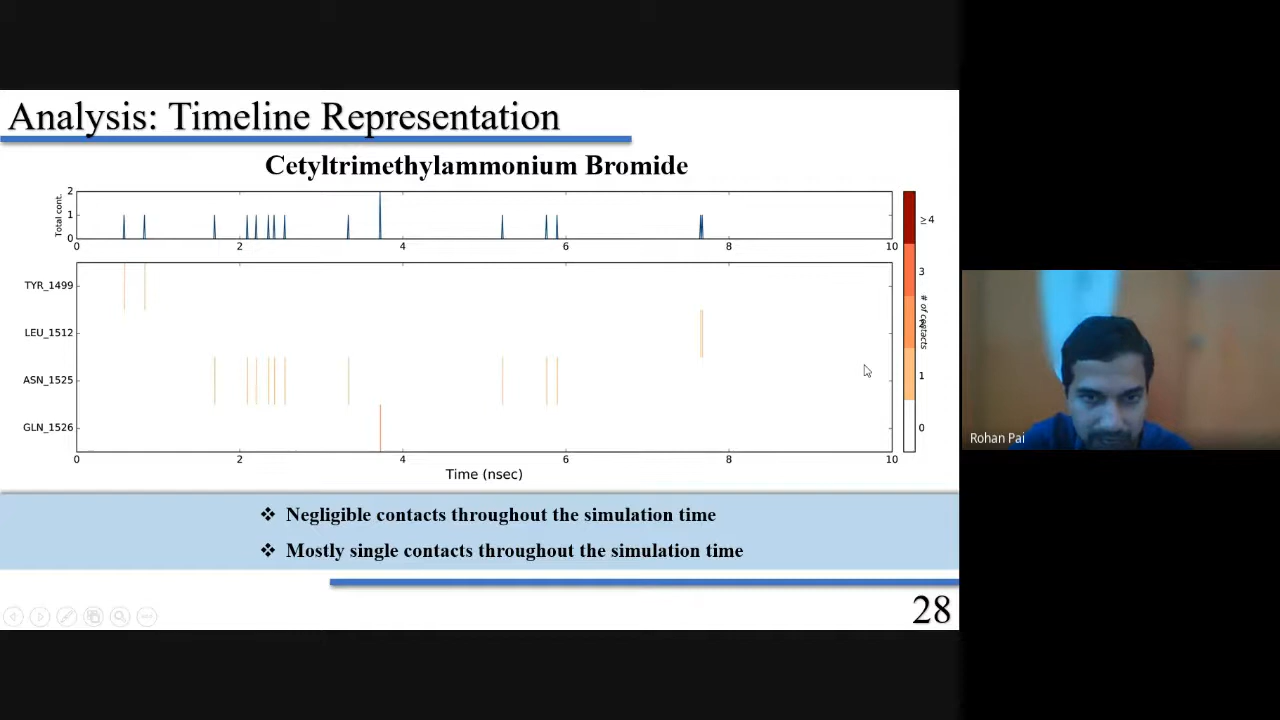 Analysis: Timeline Representation
Cetyltrimethylammonium Bromide
Total cont.
2
1
0
0 2 4 6 8 10
TYR_1499
LEU_1512
ASN_1525
GLN_1526
0 2 4 6 8 10
Time (nsec)
≥4
3
# of contacts
1
0
❖ Negligible contacts throughout the simulation time
❖ Mostly single contacts throughout the simulation time
28
Rohan Pai